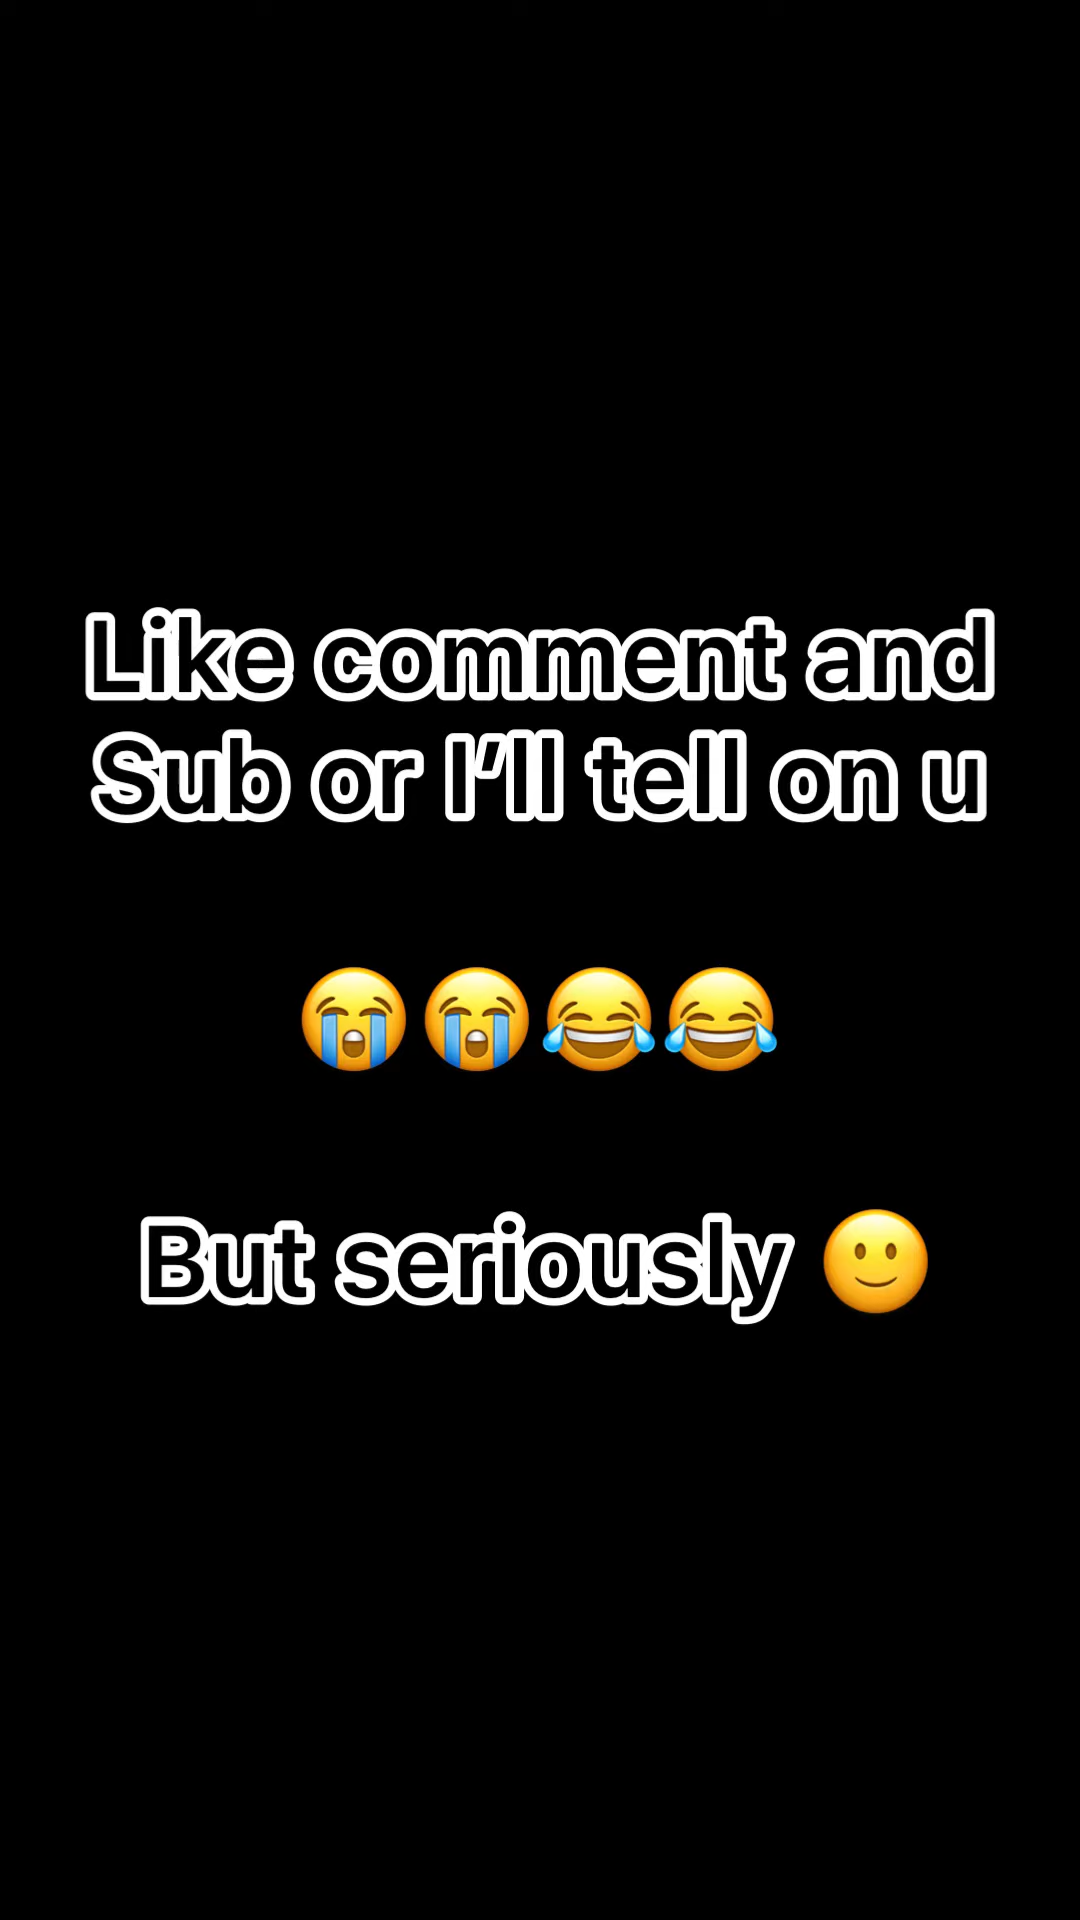 Like comment and
Sub or I’ll tell on u
😭😭😂😂
But seriously 🙂